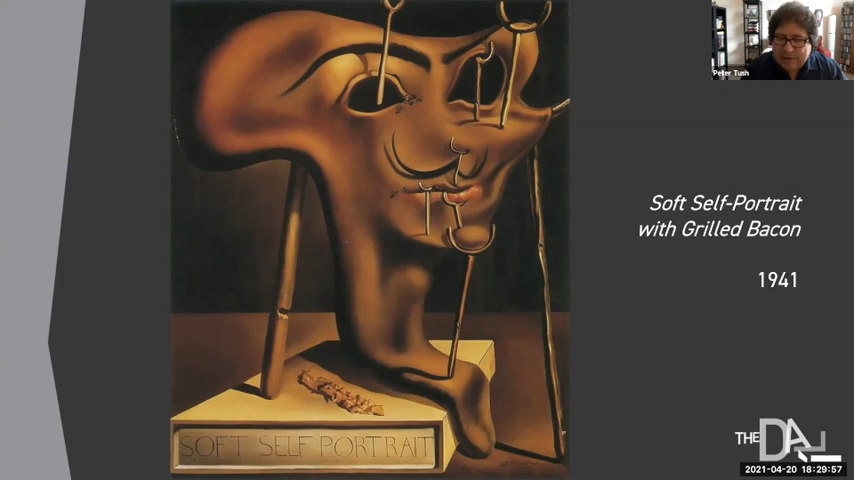 Peter Tush
Soft Self-Portrait
with Grilled Bacon
1941
SOFT SELF PORTRAIT
THE DALÍ
2021-04-20 18:29:57